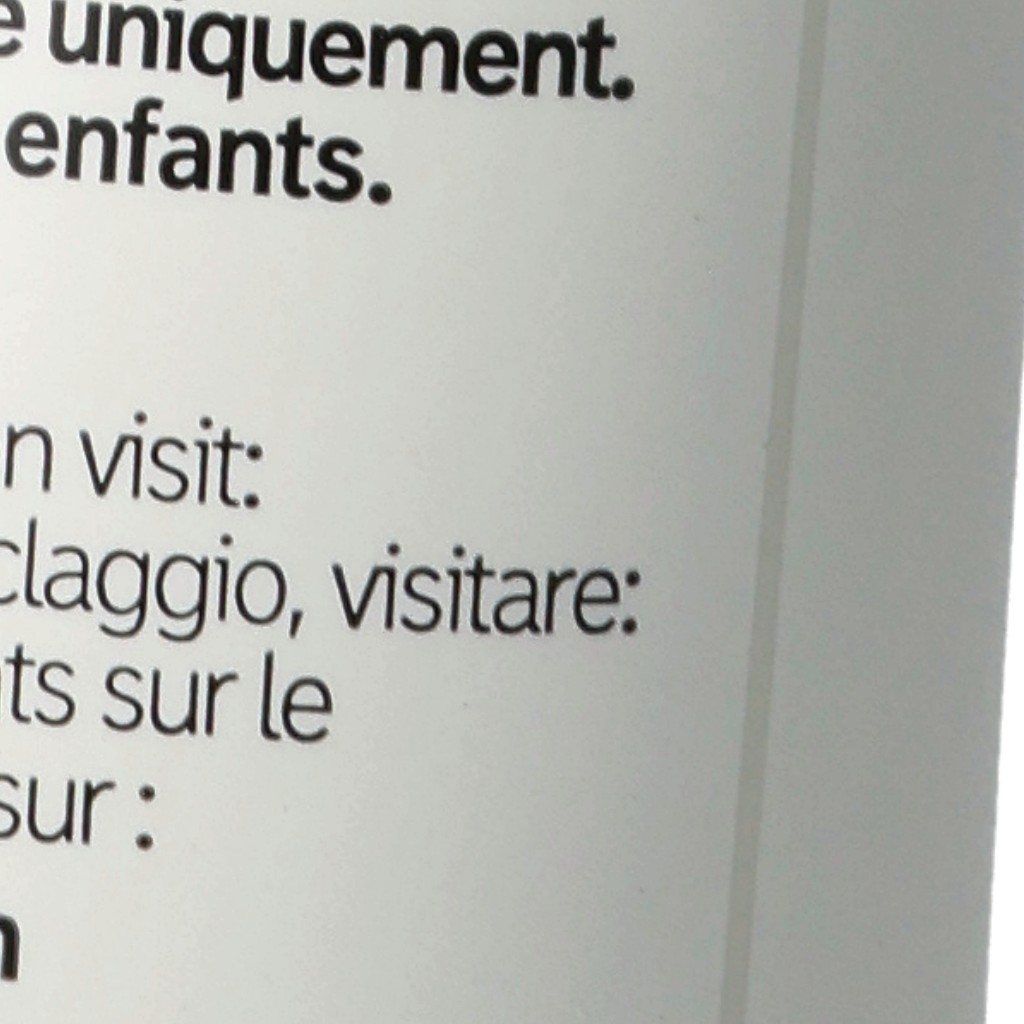 e uniquement.
enfants.
n visit:
claggio, visitare:
ts sur le
sur :